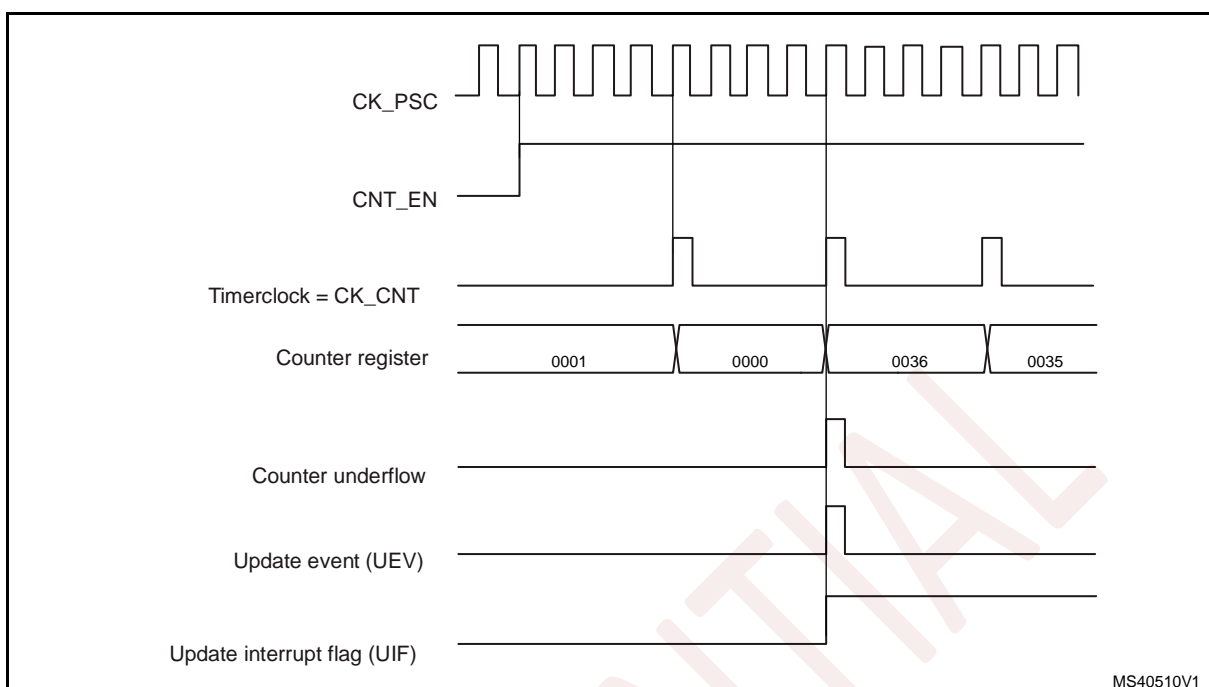 CK_PSC
CNT_EN
Timerclock = CK_CNT
Counter register
0001 0000 0036 0035
Counter underflow
Update event (UEV)
Update interrupt flag (UIF)
MS40510V1